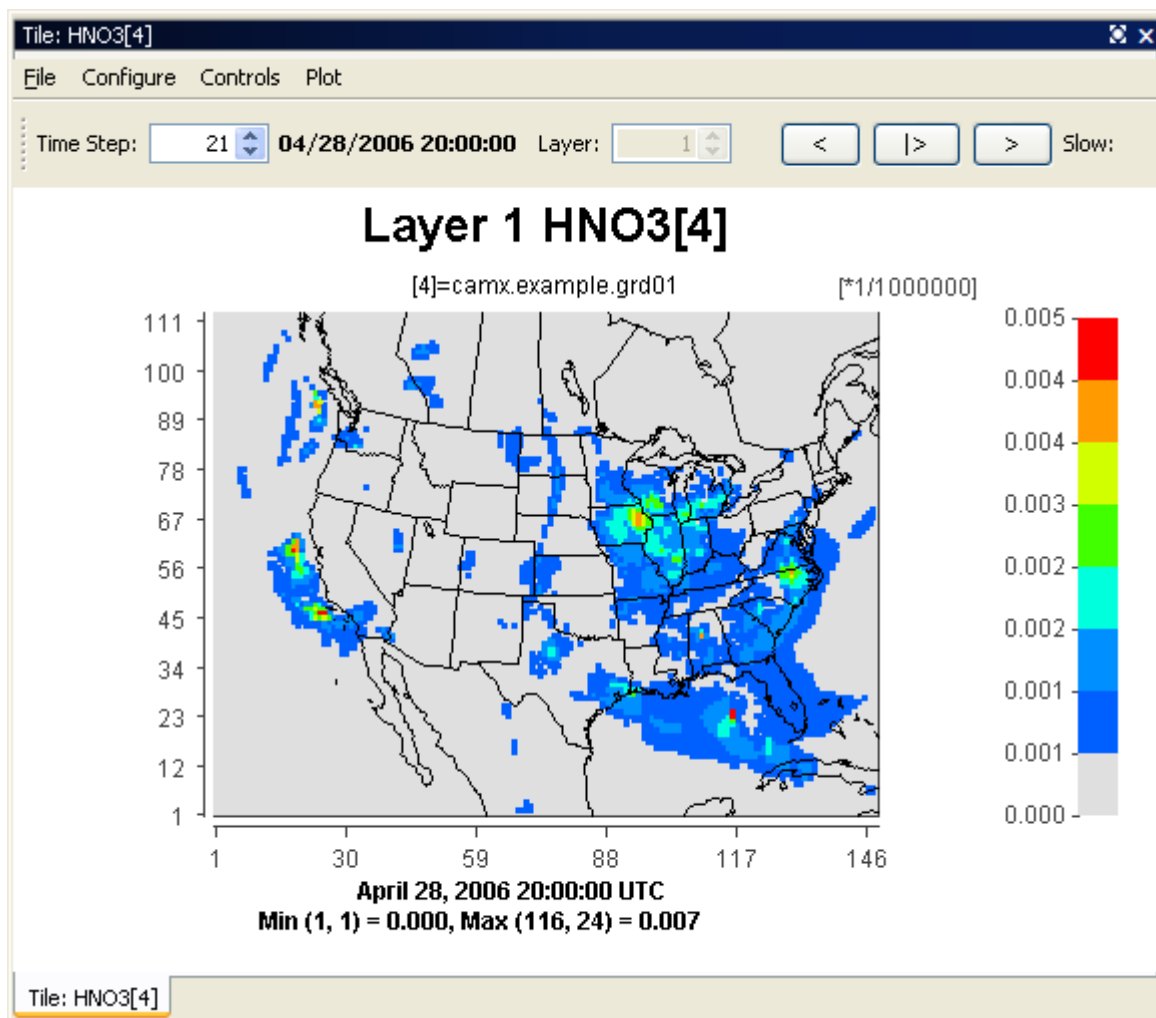 Tile: HNO3[4]
File Configure Controls Plot
Time Step: 21 04/28/2006 20:00:00 Layer: 1 < |> > Slow:
Layer 1 HNO3[4]
[4]=camx.example.grd01 [*1/1000000]
111
100
89
78
67
56
45
34
23
12
1
1 30 59 88 117 146
0.005
0.004
0.004
0.003
0.002
0.002
0.001
0.001
0.000
April 28, 2006 20:00:00 UTC
Min (1, 1) = 0.000, Max (116, 24) = 0.007
Tile: HNO3[4]